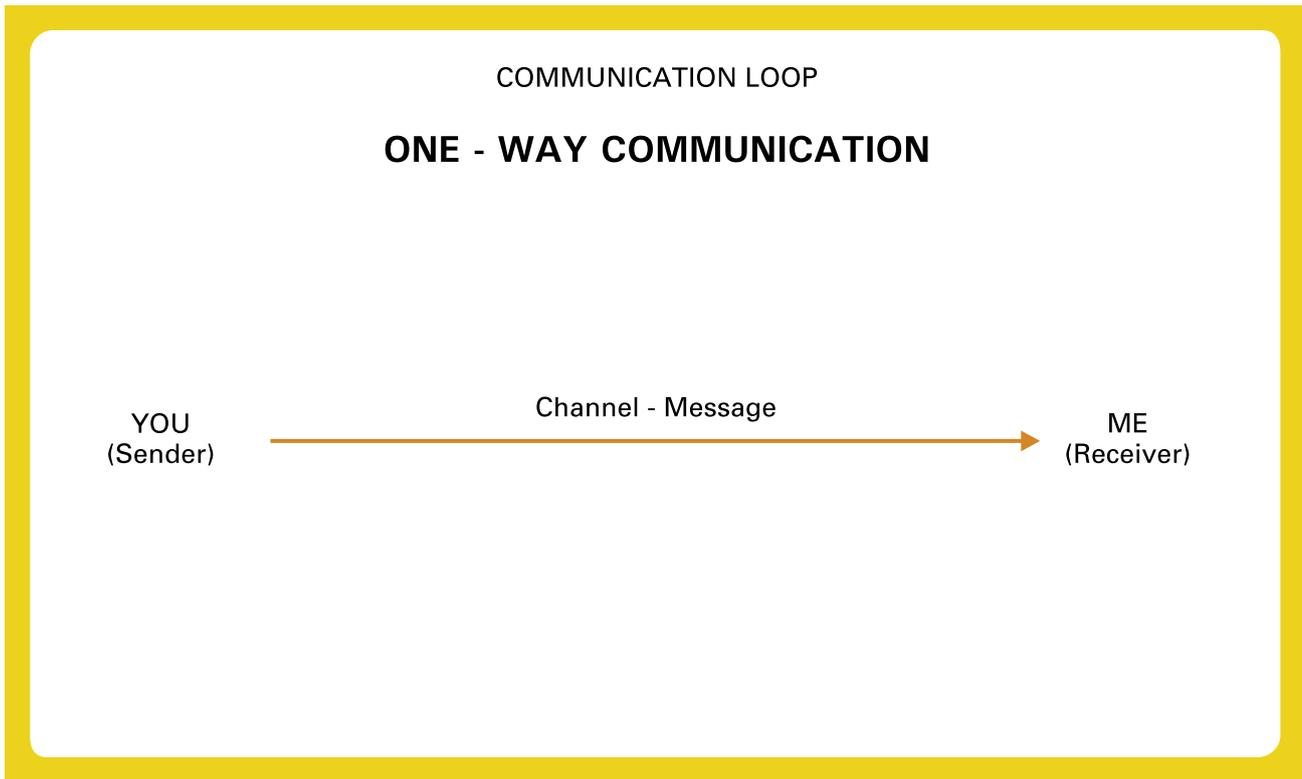 COMMUNICATION LOOP
ONE - WAY COMMUNICATION
Channel - Message
YOU
(Sender)
ME
(Receiver)